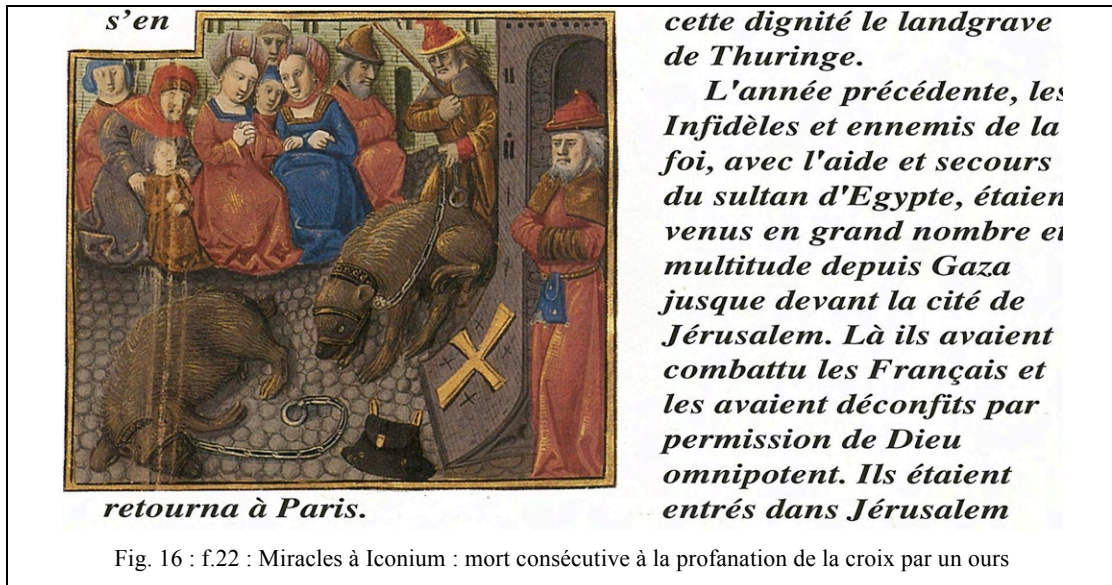 s'en
retourna à Paris.
cette dignité le landgrave
de Thuringe.
L'année précédente, les
Infidèles et ennemis de la
foi, avec l'aide et secours
du sultan d'Egypte, étaien
venus en grand nombre et
multitude depuis Gaza
jusque devant la cité de
Jérusalem. Là ils avaient
combattu les Français et
les avaient déconfits par
permission de Dieu
omnipotent. Ils étaient
entrés dans Jérusalem
Fig. 16 : f.22 : Miracles à Iconium : mort consécutive à la profanation de la croix par un ours